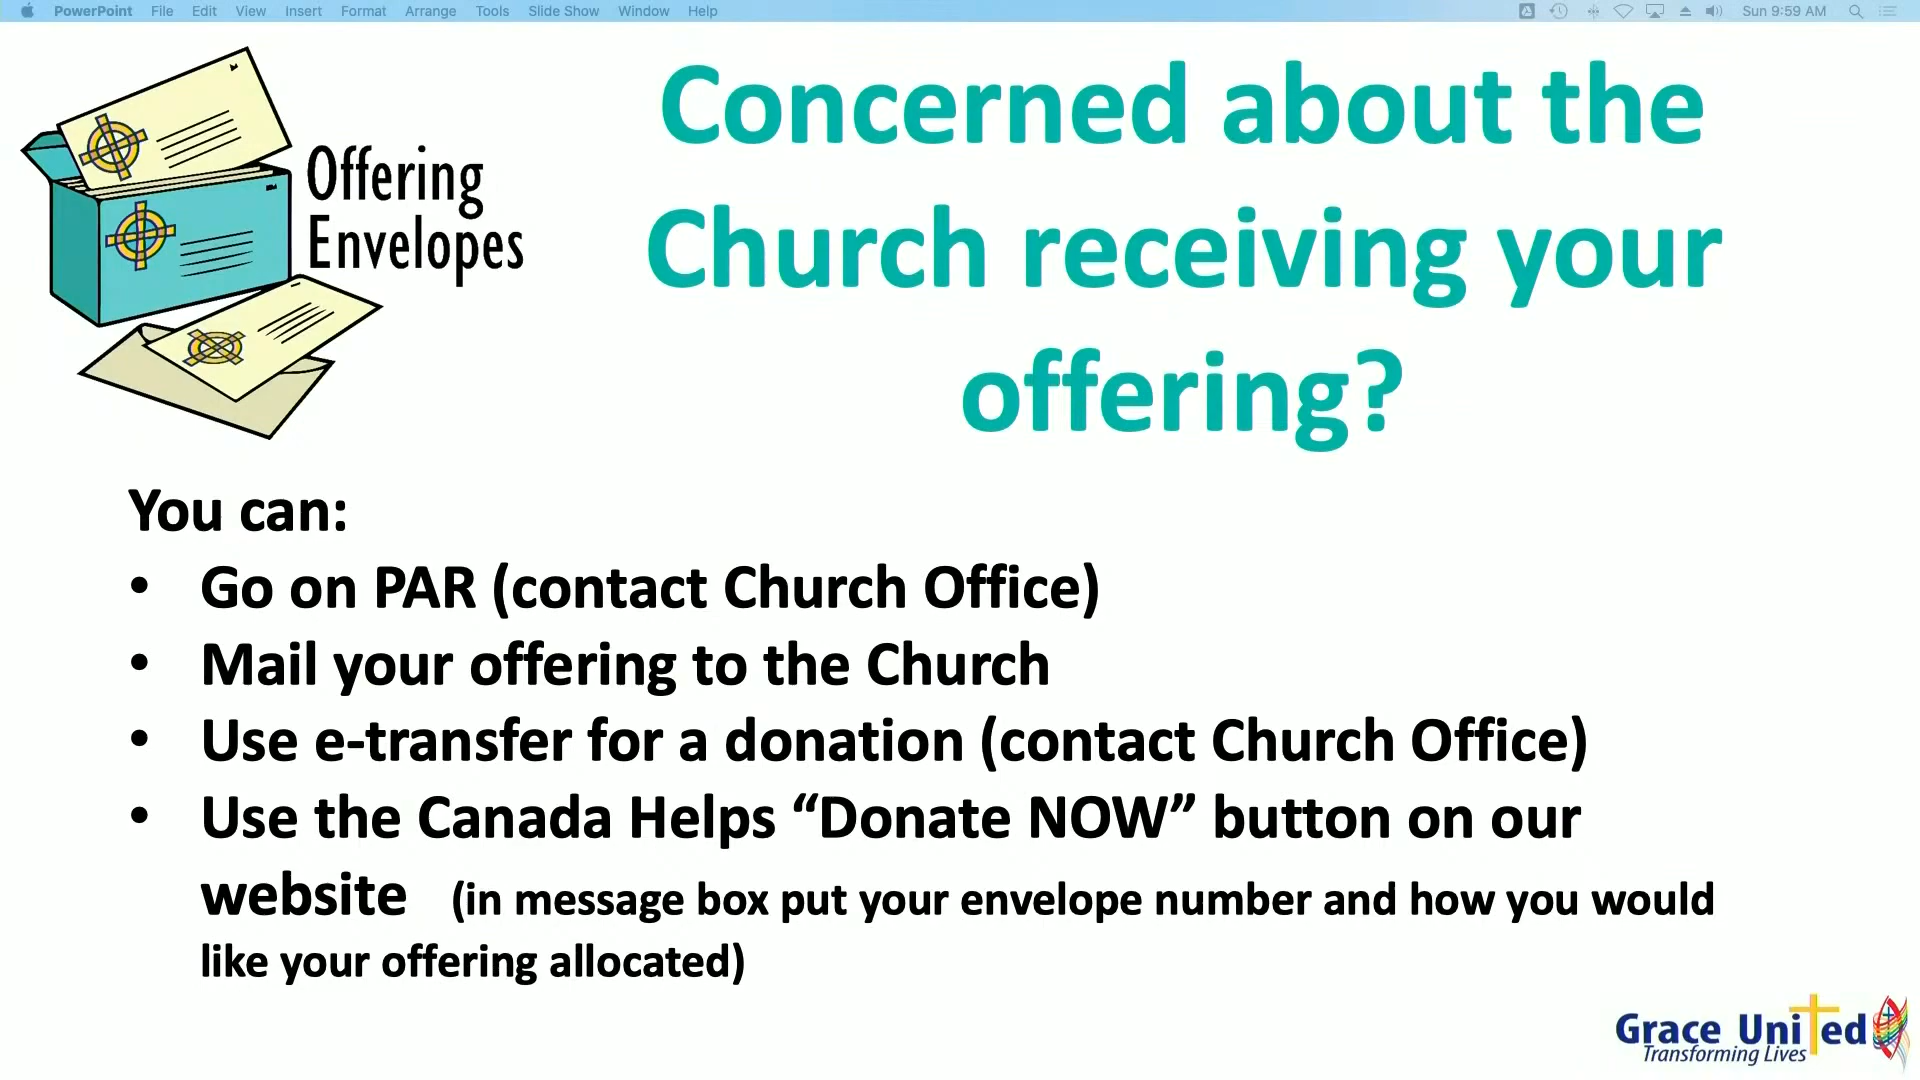 PowerPoint File Edit View Insert Format Arrange Tools Slide Show Window Help Sun 9:59 AM
Offering
Envelopes
Concerned about the
Church receiving your
offering?
You can:
• Go on PAR (contact Church Office)
• Mail your offering to the Church
• Use e-transfer for a donation (contact Church Office)
• Use the Canada Helps “Donate NOW” button on our
website (in message box put your envelope number and how you would
like your offering allocated)
Grace United
Transforming Lives